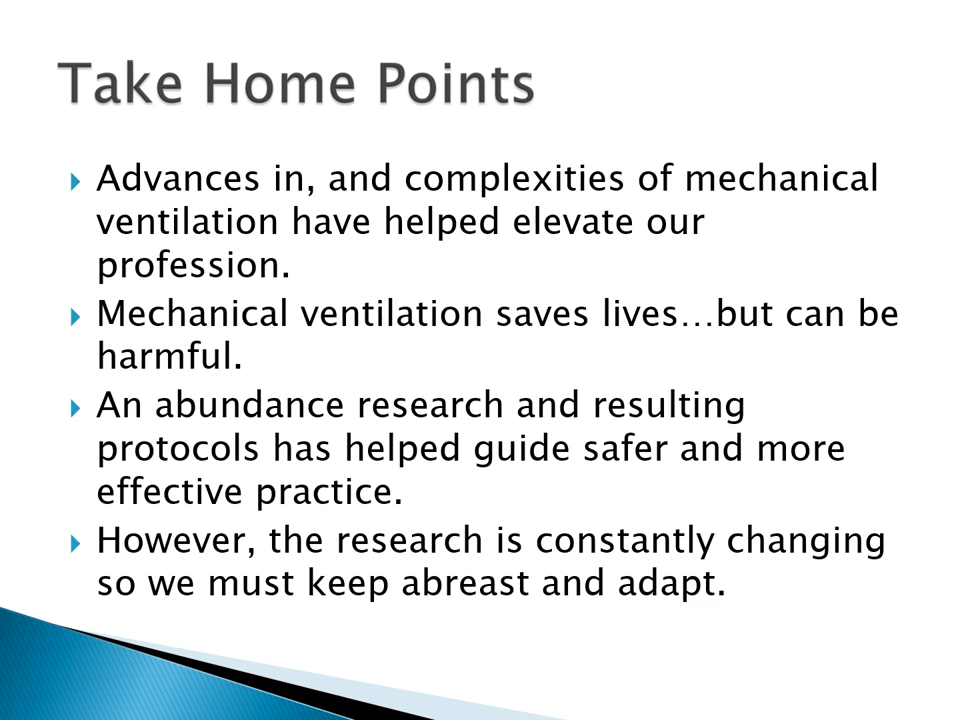 Take Home Points
Advances in, and complexities of mechanical
ventilation have helped elevate our
profession.
Mechanical ventilation saves lives...but can be
harmful.
An abundance research and resulting
protocols has helped guide safer and more
effective practice.
However, the research is constantly changing
so we must keep abreast and adapt.